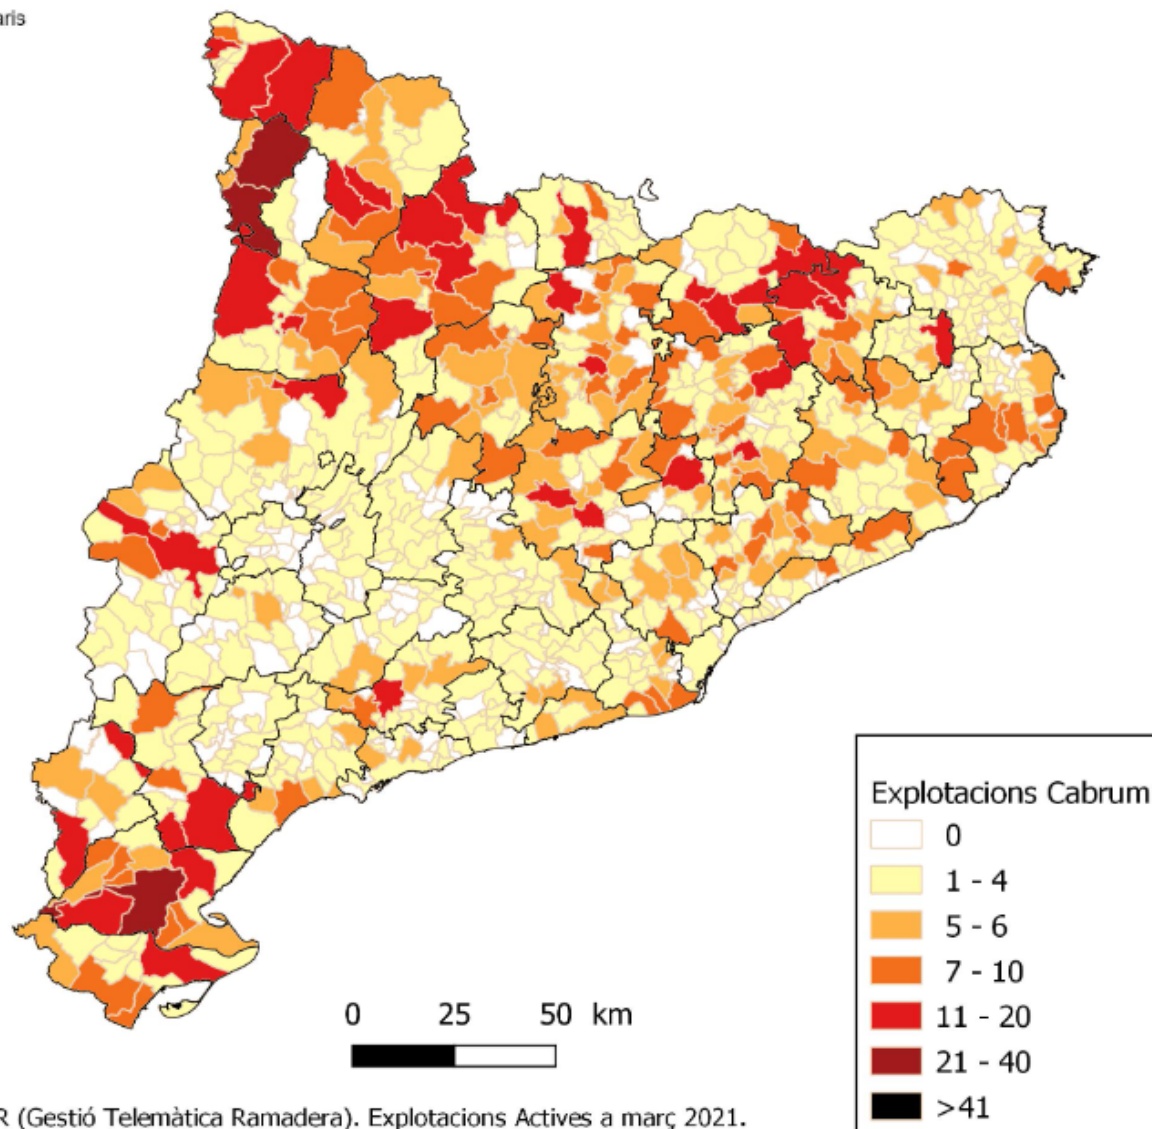 aris
Explotacions Cabrum
0
1 - 4
5 - 6
7 - 10
11 - 20
21 - 40
>41
0 25 50 km
R (Gestió Telemàtica Ramadera). Explotacions Actives a març 2021.